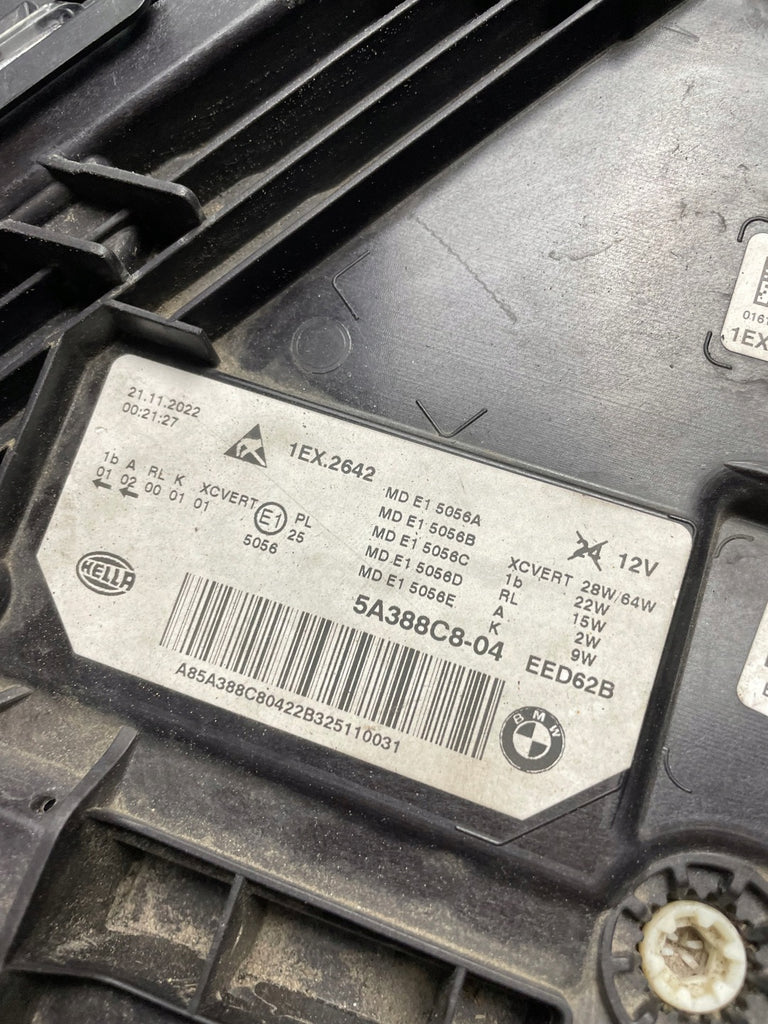 21.11.2022
00:21:27
1EX.2642
1b A RL K XCVERT
01 02 00 01 01
E1
5056
PL
25
MD E1 5056A
MD E1 5056B
MD E1 5056C
MD E1 5056D
MD E1 5056E
24 12V
XCVERT 28W/64W
1b 22W
RL 15W
A 2W
K 9W
HELLA
5A388C8-04
EED62B
A85A388C80422B325110031
BMW
0161
1EX